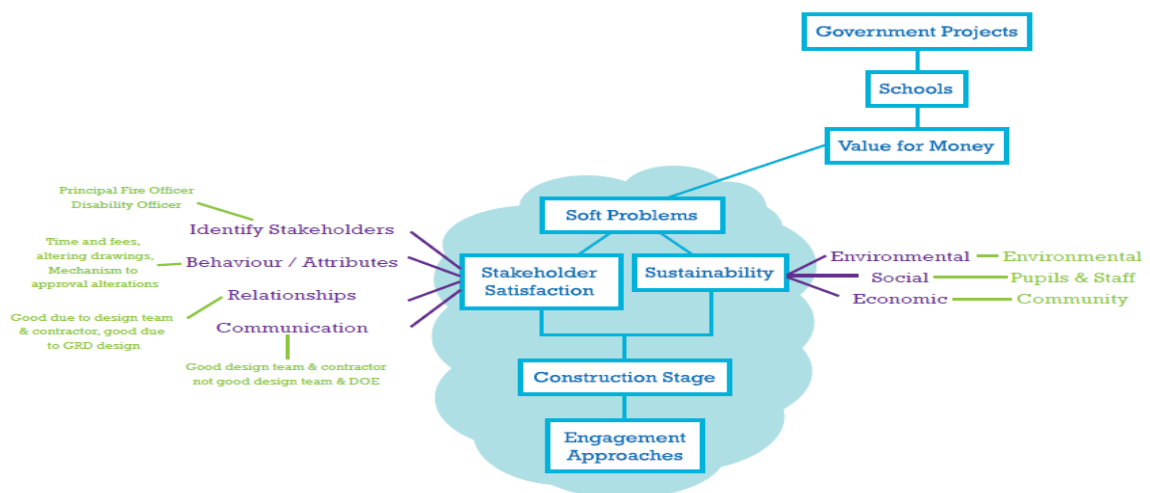 Government Projects
Schools
Value for Money
Soft Problems
Stakeholder
Satisfaction
Sustainability
Construction Stage
Engagement
Approaches
Principal Fire Officer
Disability Officer
Identify Stakeholders
Time and fees,
altering drawings,
Mechanism to
approval alterations
Behaviour / Attributes
Relationships
Good due to design team
& contractor, good due
to GRD design
Communication
Good design team & contractor
not good design team & DOE
Environmental
Environmental
Social
Pupils & Staff
Economic
Community